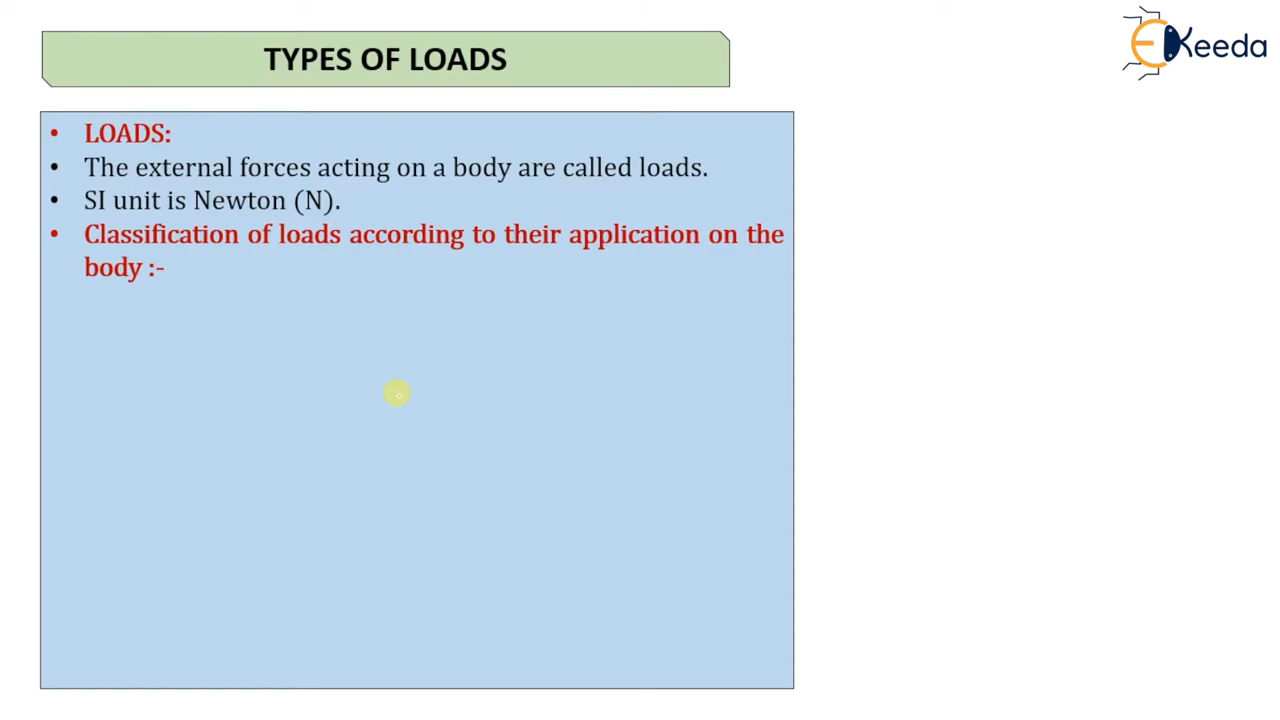 EKeeda
TYPES OF LOADS
• LOADS:
• The external forces acting on a body are called loads.
• SI unit is Newton (N).
• Classification of loads according to their application on the
body :-